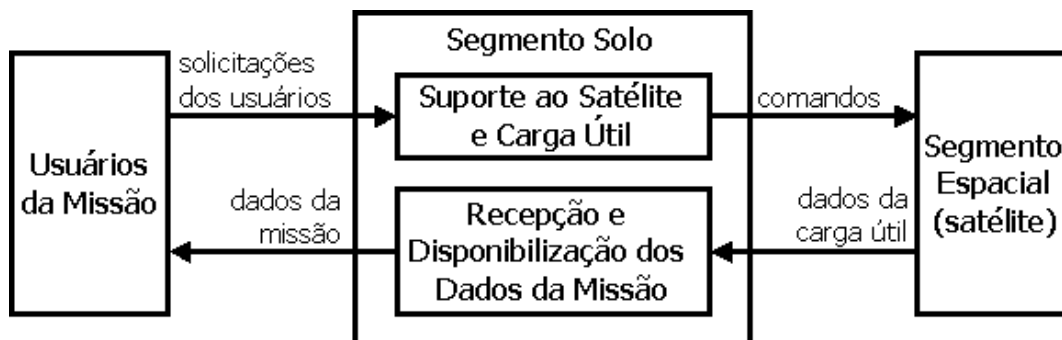 Segmento Solo
solicitações
dos usuários
Suporte ao Satélite
e Carga Útil
comandos
Usuários
da Missão
Segmento
Espacial
(satélite)
dados da
missão
Recepção e
Disponibilização dos
Dados da Missão
dados da
carga útil